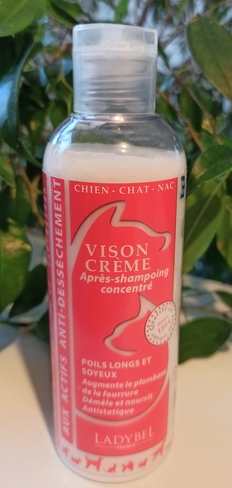 CHIEN - CHAT - NAC
AUX ACTIFS ANTI-DESSÈCHEMENT
VISON
CRÈME
Après-shampoing
concentré
POILS LONGS ET
SOYEUX
Augmente le plombant
de la fourrure
Démêle et nourrit
Antistatique
LADYBEL